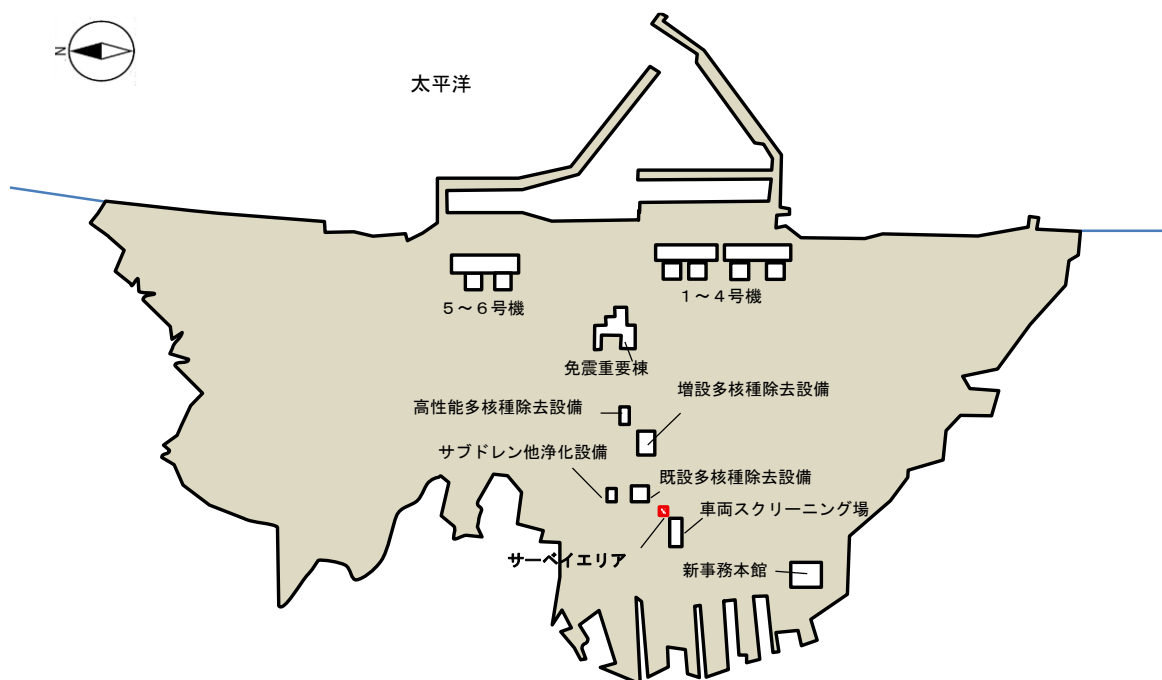 N
太平洋
5～6号機
1～4号機
免震重要棟
増設多核種除去設備
高性能多核種除去設備
サブドレン他浄化設備
既設多核種除去設備
車両スクリーニング場
サーベイエリア
新事務本館